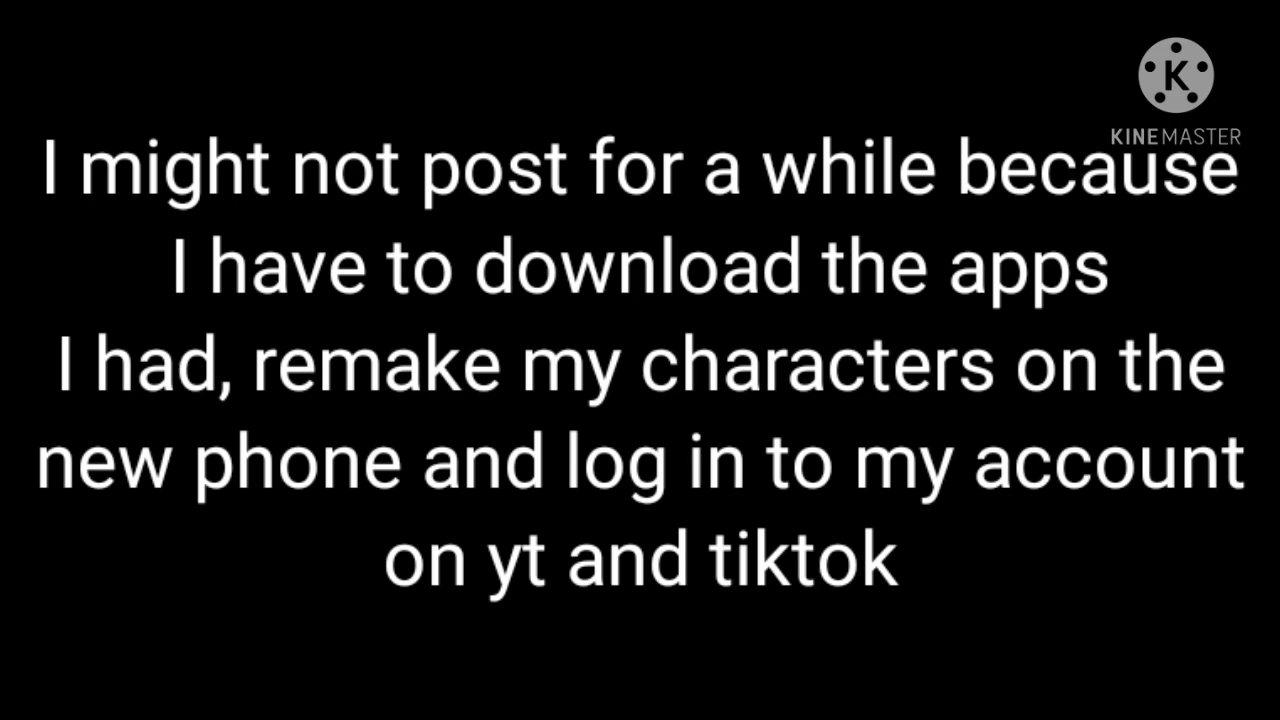 KINEMASTER
I might not post for a while because
I have to download the apps
I had, remake my characters on the
new phone and log in to my account
on yt and tiktok